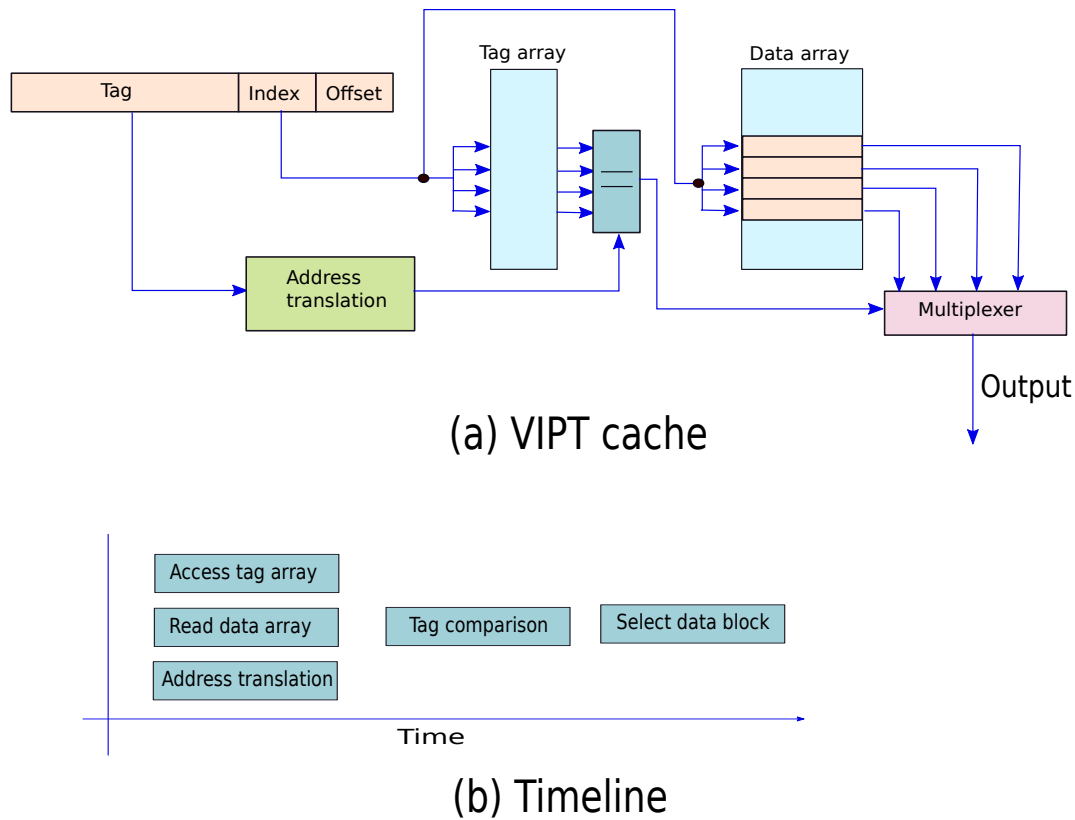 Tag array
Data array
Tag
Index
Offset
Address
translation
Multiplexer
Output
(a) VIPT cache
Access tag array
Read data array
Tag comparison
Select data block
Address translation
Time
(b) Timeline